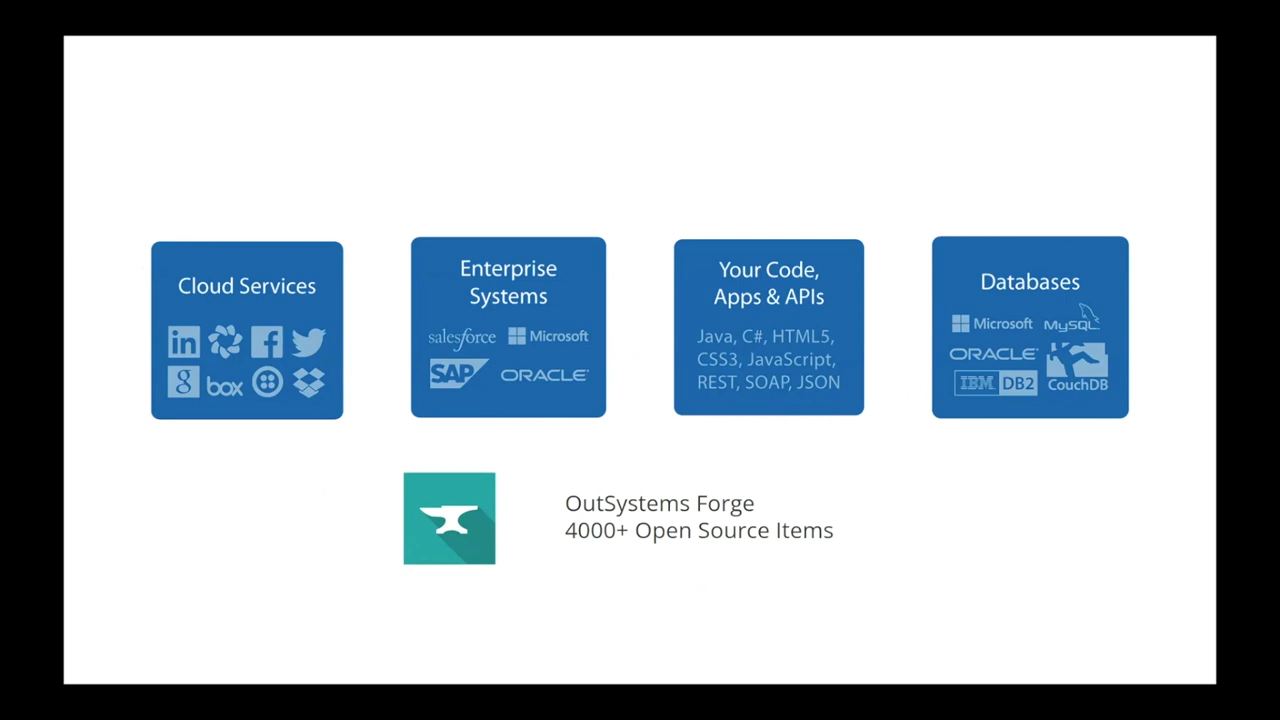 Cloud Services
in
f
g
box
Enterprise
Systems
salesforce
Microsoft
SAP
ORACLE
Your Code,
Apps & APIs
Java, C#, HTML5,
CSS3, JavaScript,
REST, SOAP, JSON
Databases
Microsoft
MySQL
ORACLE
IBM DB2
CouchDB
OutSystems Forge
4000+ Open Source Items